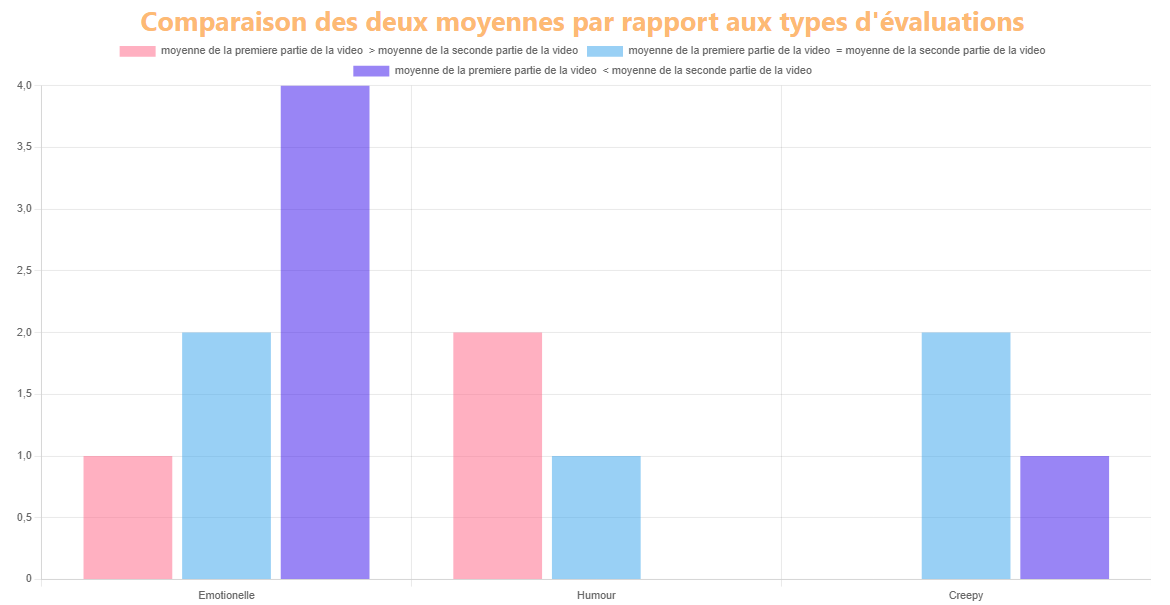 Comparaison des deux moyennes par rapport aux types d'évaluations
moyenne de la premiere partie de la video > moyenne de la seconde partie de la video moyenne de la premiere partie de la video = moyenne de la seconde partie de la video
moyenne de la premiere partie de la video < moyenne de la seconde partie de la video
4,0
3,5
3,0
2,5
2,0
1,5
1,0
0,5
0
Emotionelle Humour Creepy